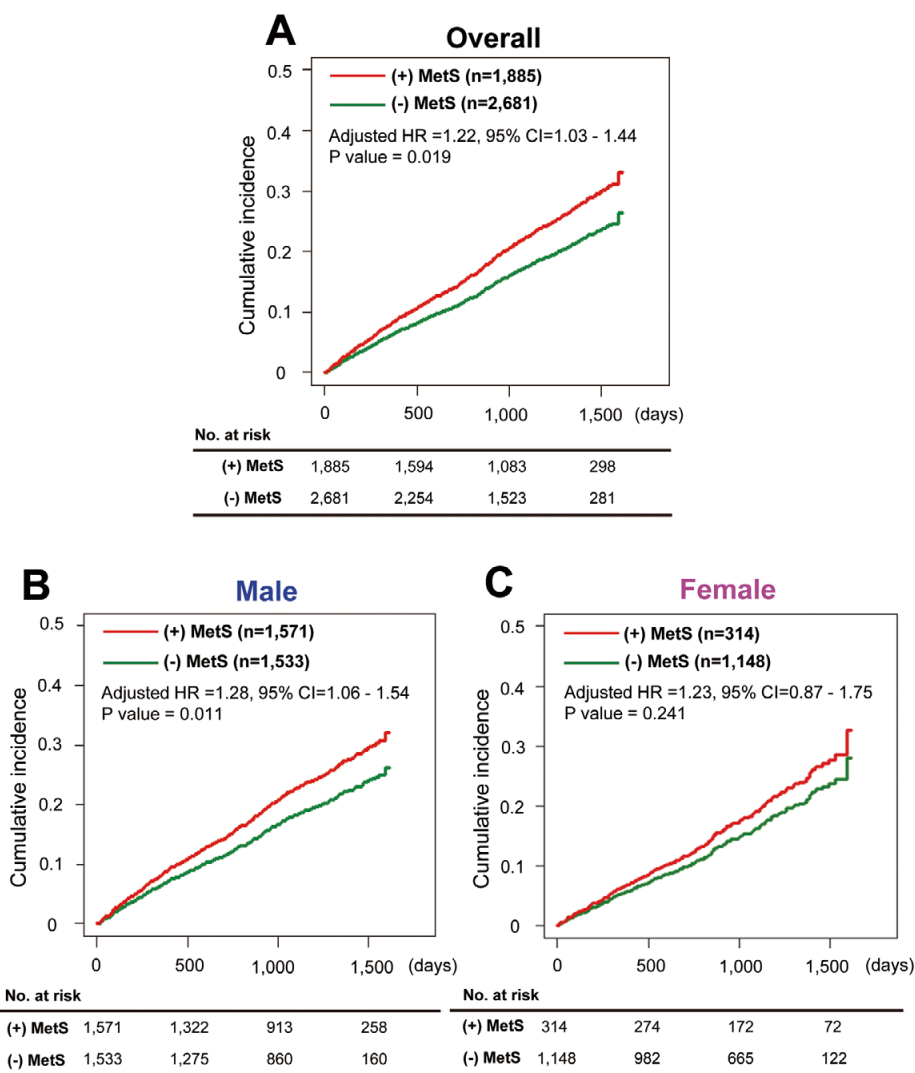 A
Overall
(+) MetS (n=1,885)
(-) MetS (n=2,681)
Adjusted HR =1.22, 95% CI=1.03 - 1.44
P value = 0.019
Cumulative incidence
0.5
0.4
0.3
0.2
0.1
0
0 500 1,000 1,500 (days)
No. at risk
(+) MetS 1,885 1,594 1,083 298
(-) MetS 2,681 2,254 1,523 281
B
Male
(+) MetS (n=1,571)
(-) MetS (n=1,533)
Adjusted HR =1.28, 95% CI=1.06 - 1.54
P value = 0.011
Cumulative incidence
0.5
0.4
0.3
0.2
0.1
0
0 500 1,000 1,500 (days)
No. at risk
(+) MetS 1,571 1,322 913 258
(-) MetS 1,533 1,275 860 160
C
Female
(+) MetS (n=314)
(-) MetS (n=1,148)
Adjusted HR =1.23, 95% CI=0.87 - 1.75
P value = 0.241
Cumulative incidence
0.5
0.4
0.3
0.2
0.1
0
0 500 1,000 1,500 (days)
No. at risk
(+) MetS 314 274 172 72
(-) MetS 1,148 982 665 122